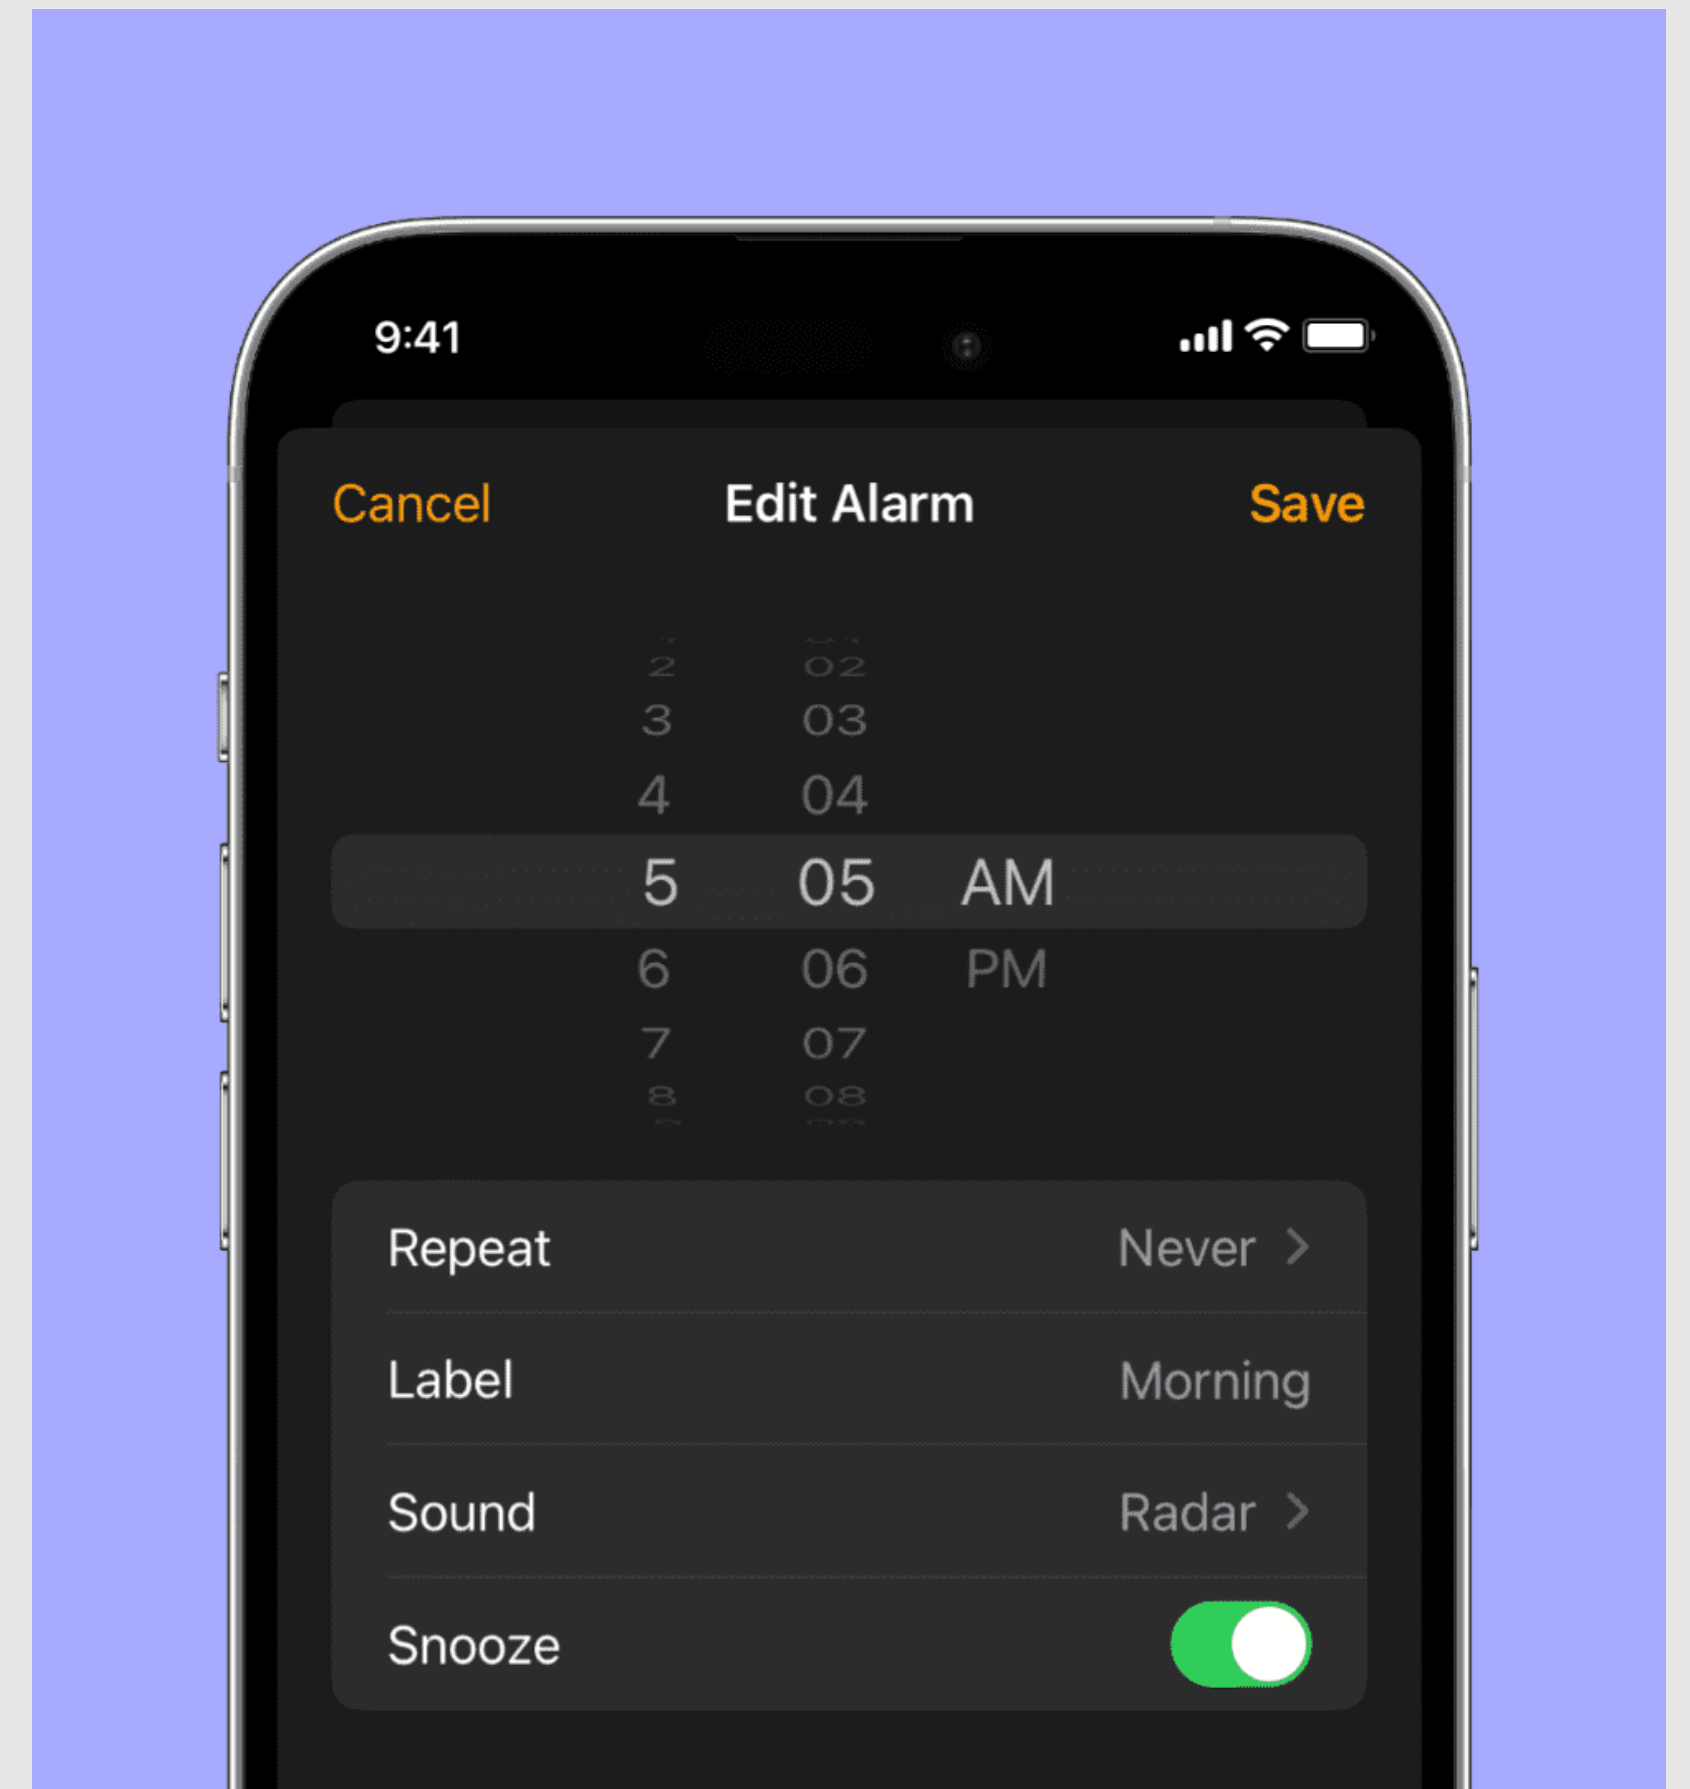 9:41
Cancel Edit Alarm Save
2 02
3 03
4 04
5 05 AM
6 06 PM
7 07
8 08
Repeat Never
Label Morning
Sound Radar
Snooze